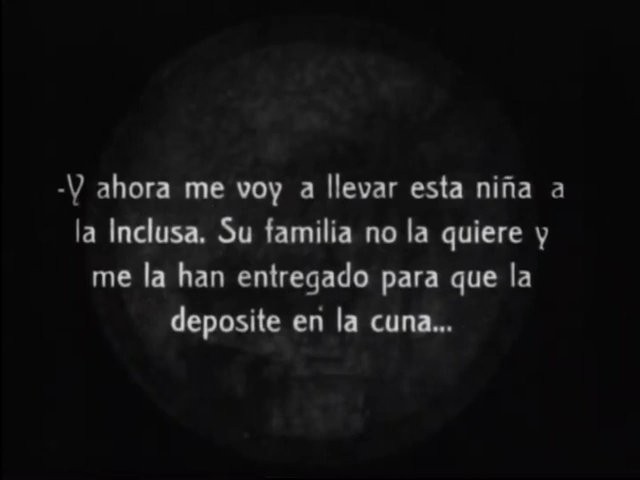 -Y ahora me voy a llevar esta niña a
la Inclusa. Su familia no la quiere y
me la han entregado para que la
deposite en la cuna...